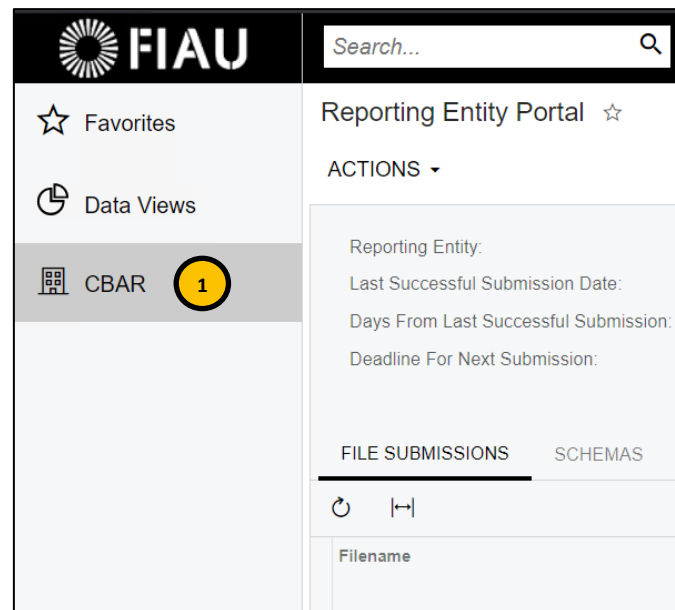 FIAU
Search...
Favorites
Data Views
CBAR
1
Reporting Entity Portal
ACTIONS
Reporting Entity:
Last Successful Submission Date:
Days From Last Successful Submission:
Deadline For Next Submission:
FILE SUBMISSIONS SCHEMAS
Filename